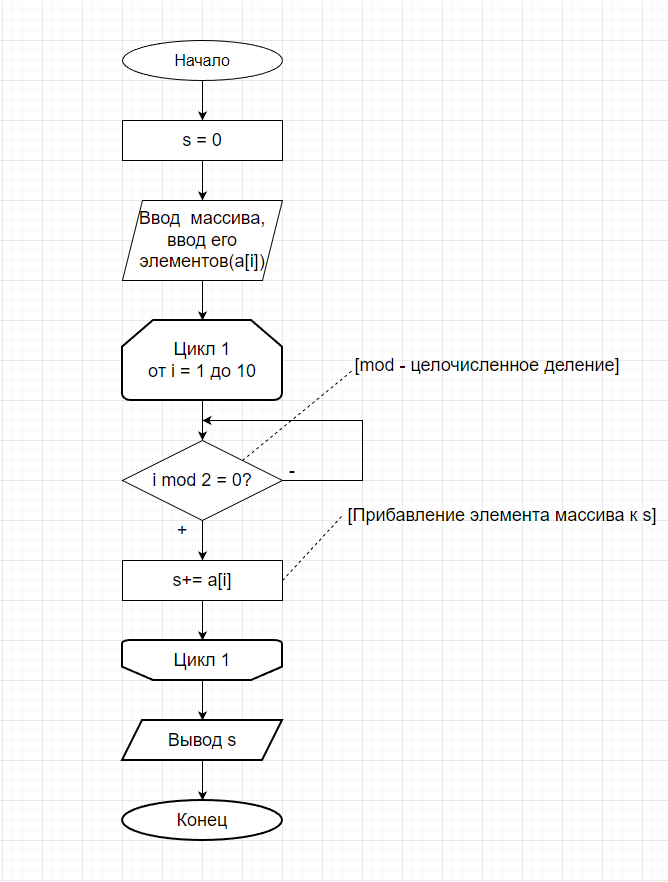 Начало
s = 0
Ввод массива,
ввод его
элементов(a[i])
Цикл 1
от i = 1 до 10
[mod - целочисленное деление]
i mod 2 = 0?
-
+
[Прибавление элемента массива к s]
s+= a[i]
Цикл 1
Вывод s
Конец